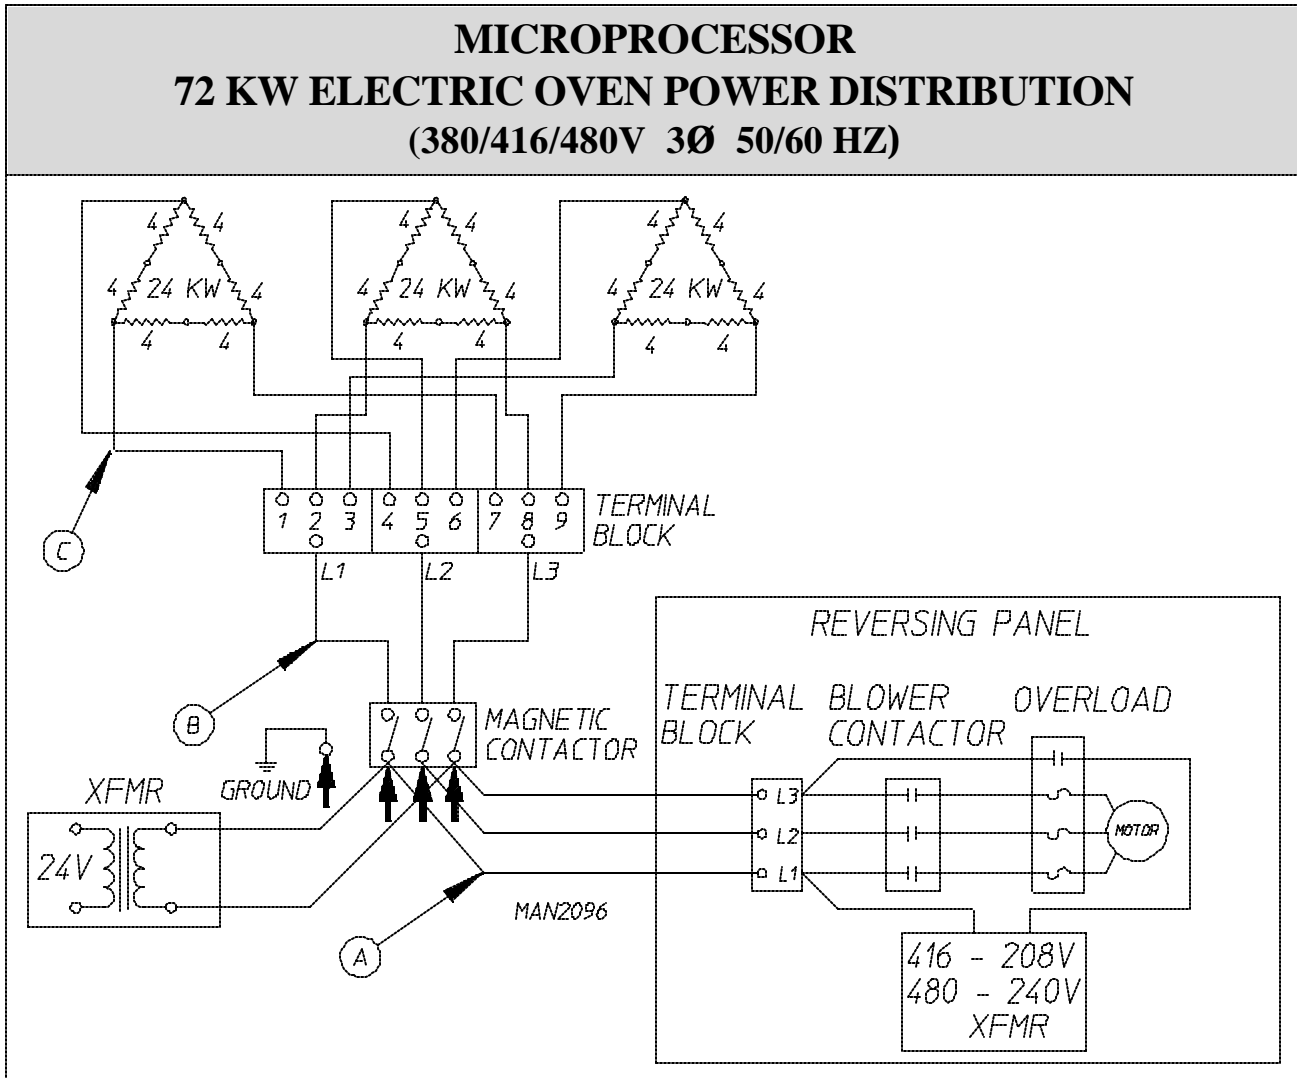 MICROPROCESSOR
72 KW ELECTRIC OVEN POWER DISTRIBUTION
(380/416/480V 3Ø 50/60 HZ)
4 4 4 4 4 4
4 24 KW 4 4 24 KW 4 4 24 KW 4
4 4 4 4 4 4
C
1 2 3 4 5 6 7 8 9
TERMINAL
BLOCK
L1 L2 L3
B
MAGNETIC
CONTACTOR
GROUND
XFMR
24V
A
MAN2096
REVERSING PANEL
TERMINAL
BLOCK
BLOWER
CONTACTOR
OVERLOAD
L3
L2
L1
MOTOR
416 - 208V
480 - 240V
XFMR